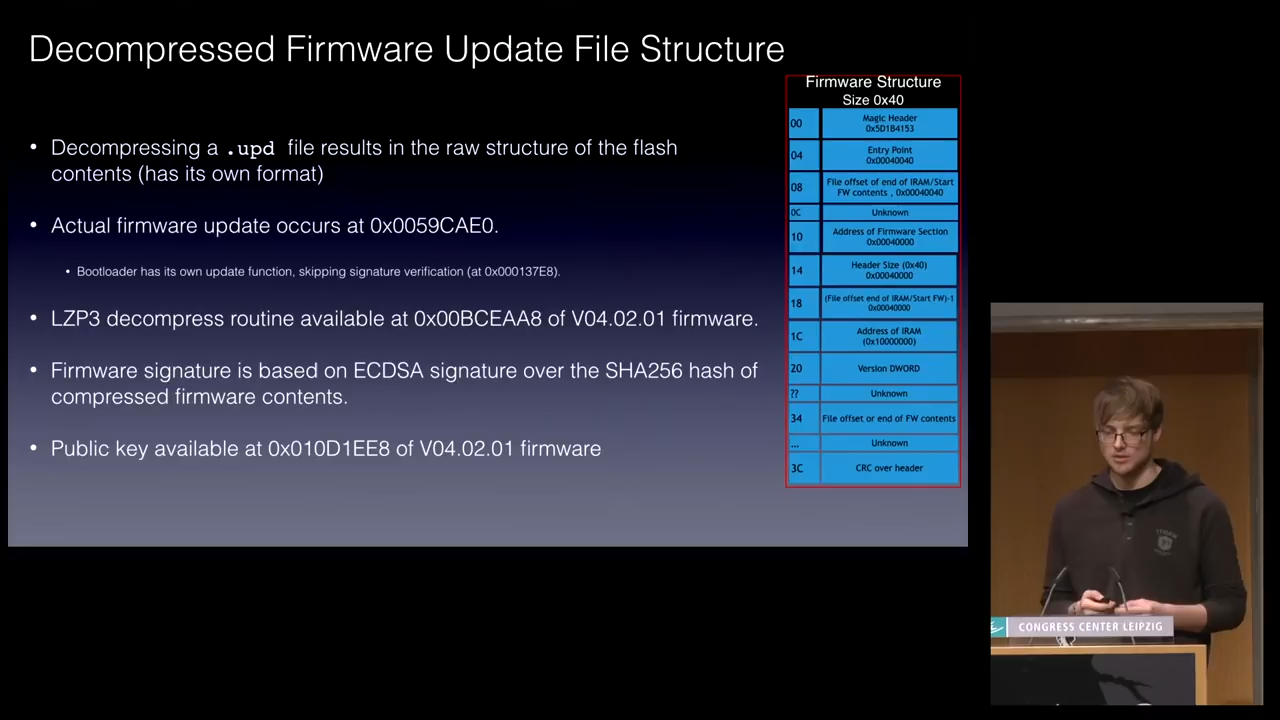 Decompressed Firmware Update File Structure
• Decompressing a .upd file results in the raw structure of the flash
contents (has its own format)
• Actual firmware update occurs at 0x0059CAE0.
• Bootloader has its own update function, skipping signature verification (at 0x000137E8).
• LZP3 decompress routine available at 0x00BCEAA8 of V04.02.01 firmware.
• Firmware signature is based on ECDSA signature over the SHA256 hash of
compressed firmware contents.
• Public key available at 0x010D1EE8 of V04.02.01 firmware
Firmware Structure
Size 0x40
00 Magic Header
0x5D1B4153
04 Entry Point
0x00040040
08 File offset of end of IRAM/Start
FW contents , 0x00040040
0C Unknown
10 Address of Firmware Section
0x00040000
14 Header Size (0x40)
0x00040000
18 (File offset end of IRAM/Start FW)-1
0x00040000
1C Address of IRAM
(0x10000000)
20 Version DWORD
?? Unknown
34 File offset or end of FW contents
... Unknown
3C CRC over header
CONGRESS CENTER LEIPZIG